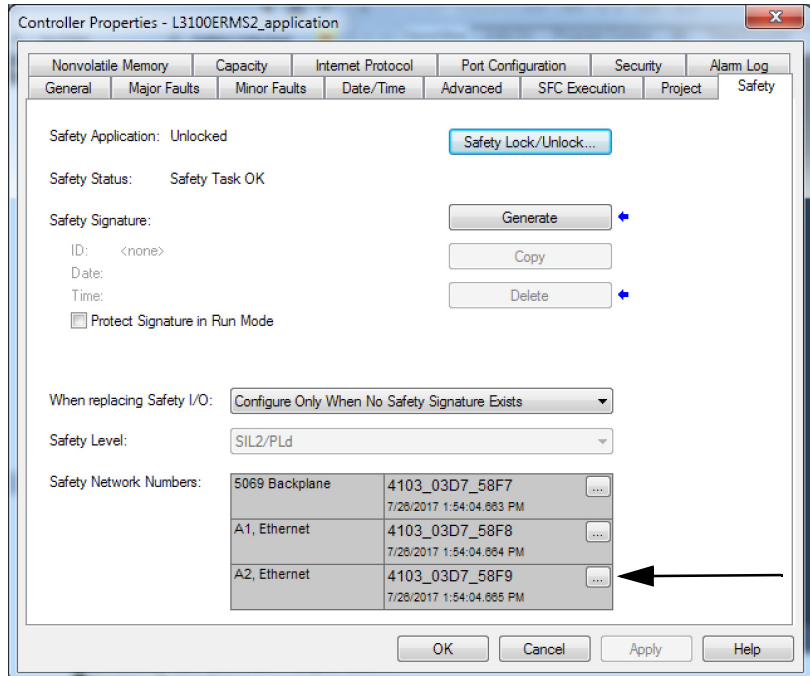 Controller Properties - L3100ERMS2_application
Nonvolatile Memory Capacity Internet Protocol Port Configuration Security Alarm Log
General Major Faults Minor Faults Date/Time Advanced SFC Execution Project Safety
Safety Application: Unlocked
Safety Lock/Unlock...
Safety Status: Safety Task OK
Safety Signature:
Generate
ID: <none>
Copy
Date:
Time:
Delete
Protect Signature in Run Mode
When replacing Safety I/O: Configure Only When No Safety Signature Exists
Safety Level: SIL2/PLd
Safety Network Numbers:
5069 Backplane 4103_03D7_58F7 ...
7/26/2017 1:54:04.663 PM
A1, Ethernet 4103_03D7_58F8 ...
7/26/2017 1:54:04.664 PM
A2, Ethernet 4103_03D7_58F9 ...
7/26/2017 1:54:04.665 PM
OK Cancel Apply Help